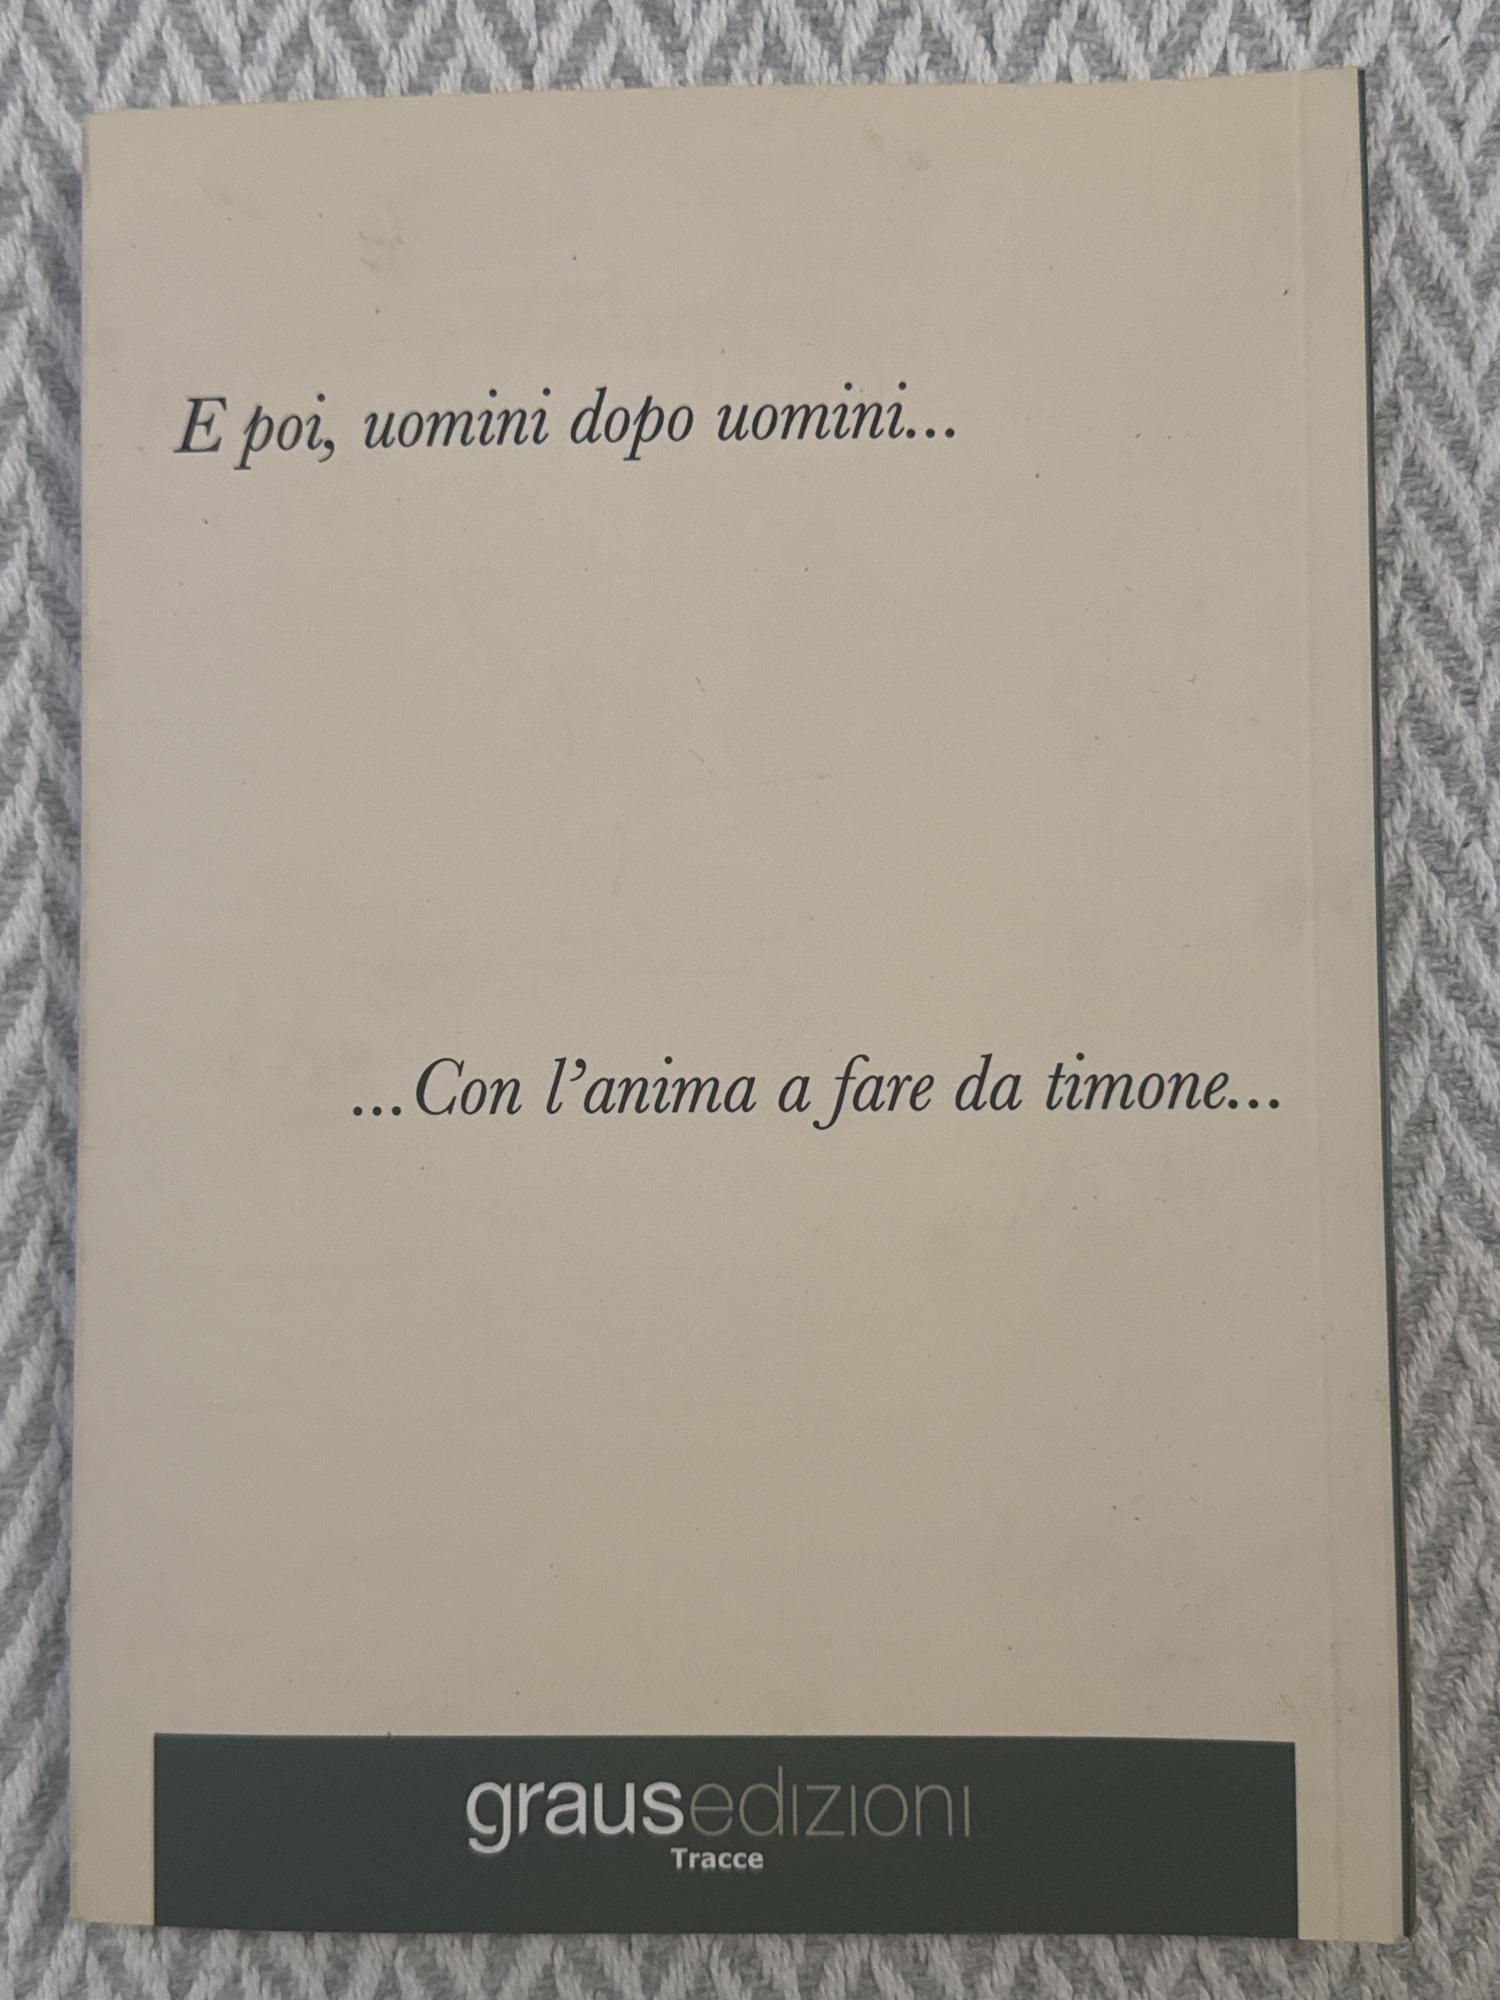 E poi, uomini dopo uomini...
...Con l’anima a fare da timone...
grausedizioni
Tracce